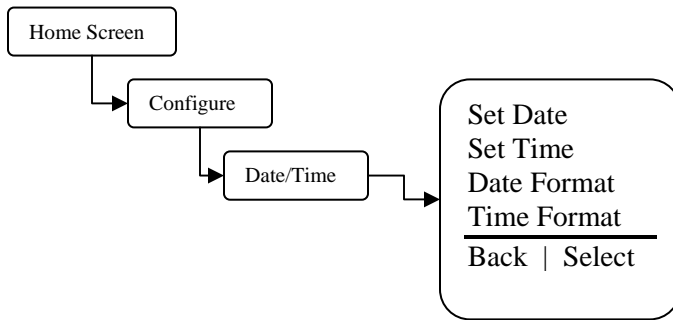 Home Screen
Configure
Date/Time
Set Date
Set Time
Date Format
Time Format
Back | Select